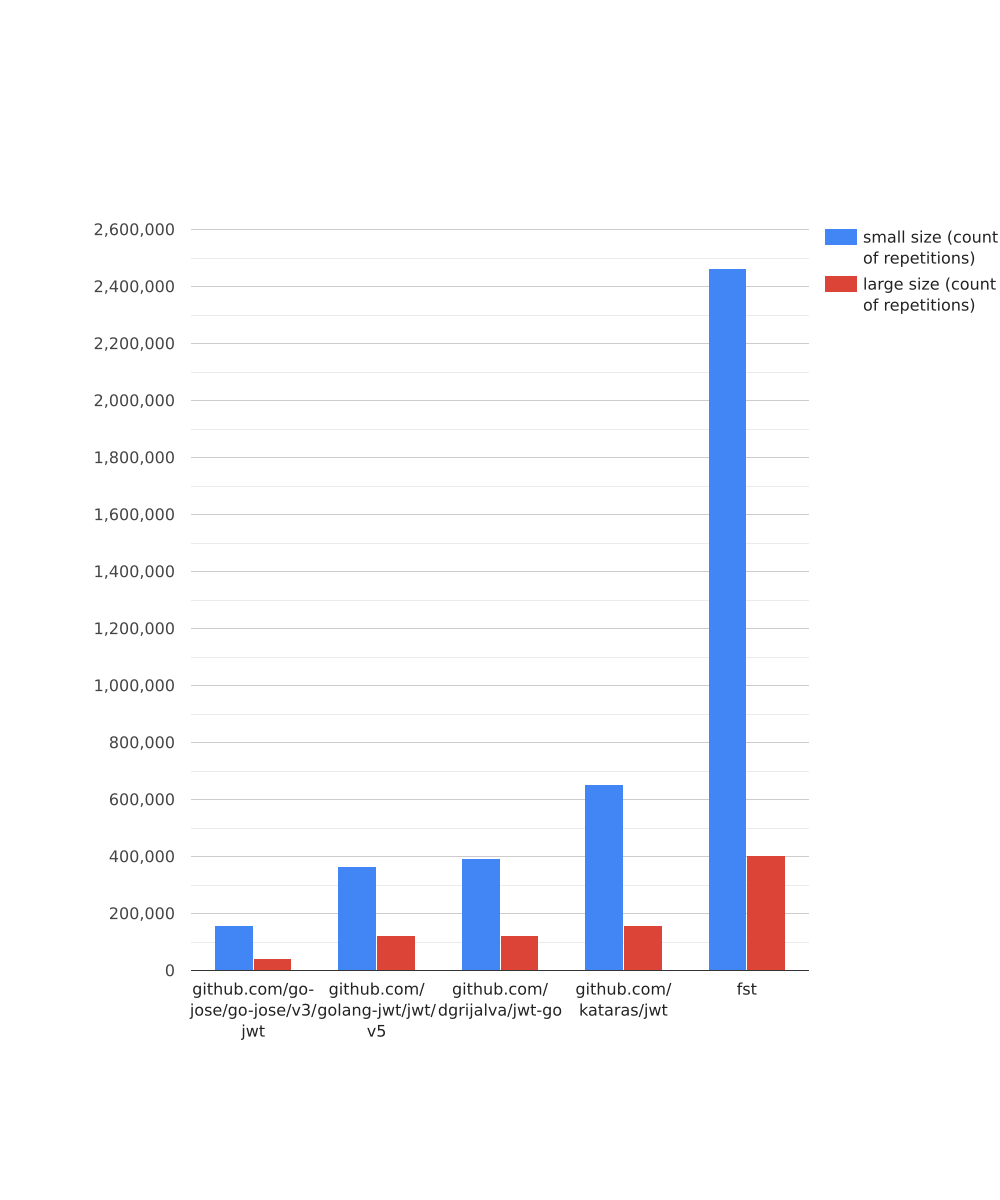 2,600,000
2,400,000
2,200,000
2,000,000
1,800,000
1,600,000
1,400,000
1,200,000
1,000,000
800,000
600,000
400,000
200,000
0
github.com/go-
jose/go-jose/v3/
jwt
github.com/
golang-jwt/jwt/
v5
github.com/
dgrijalva/jwt-go
github.com/
kataras/jwt
fst
small size (count
of repetitions)
large size (count
of repetitions)